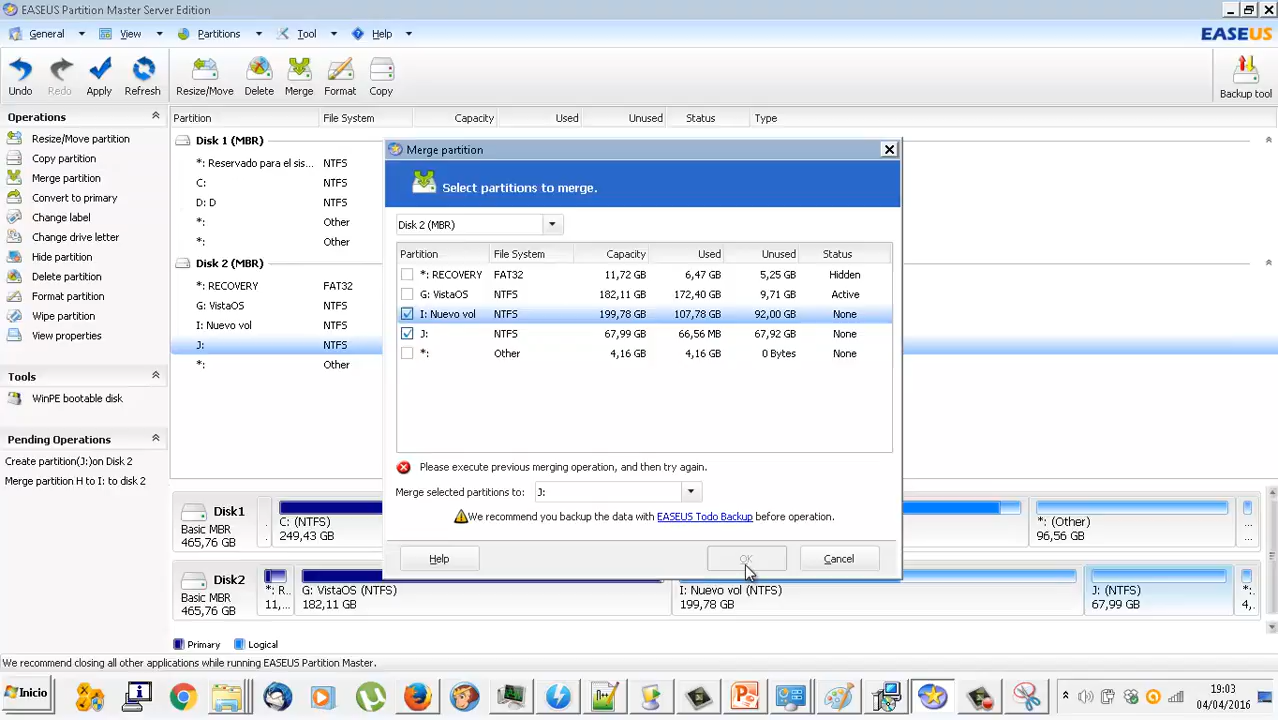 EASEUS Partition Master Server Edition
General View Partitions Tool Help
EASEUS
Undo Redo Apply Refresh Resize/Move Delete Merge Format Copy Backup tool
Operations
Resize/Move partition
Copy partition
Merge partition
Convert to primary
Change label
Change drive letter
Hide partition
Delete partition
Format partition
Wipe partition
View properties
Tools
WinPE bootable disk
Pending Operations
Create partition(J:)on Disk 2
Merge partition H to I: to disk 2
Partition File System Capacity Used Unused Status Type
Disk 1 (MBR)
*: Reservado para el sis... NTFS
C: NTFS
D: D NTFS
*: Other
*: Other
Disk 2 (MBR)
*: RECOVERY FAT32
G: VistaOS NTFS
I: Nuevo vol NTFS
J: NTFS
*: Other
Merge partition
Select partitions to merge.
Disk 2 (MBR)
Partition File System Capacity Used Unused Status
*: RECOVERY FAT32 11,72 GB 6,47 GB 5,25 GB Hidden
G: VistaOS NTFS 182,11 GB 172,40 GB 9,71 GB Active
I: Nuevo vol NTFS 199,78 GB 107,78 GB 92,00 GB None
J: NTFS 67,99 GB 66,56 MB 67,92 GB None
*: Other 4,16 GB 4,16 GB 0 Bytes None
Please execute previous merging operation, and then try again.
Merge selected partitions to: J:
We recommend you backup the data with EASEUS Todo Backup before operation.
Help OK Cancel
Disk1
Basic MBR
465,76 GB
C: (NTFS)
249,43 GB
*: (Other)
96,56 GB
...
Disk2
Basic MBR
465,76 GB
*: R...
11,...
G: VistaOS (NTFS)
182,11 GB
I: Nuevo vol (NTFS)
199,78 GB
J: (NTFS)
67,99 GB
*:
4,...
Primary Logical
We recommend closing all other applications while running EASEUS Partition Master.
Inicio
19:03
04/04/2016